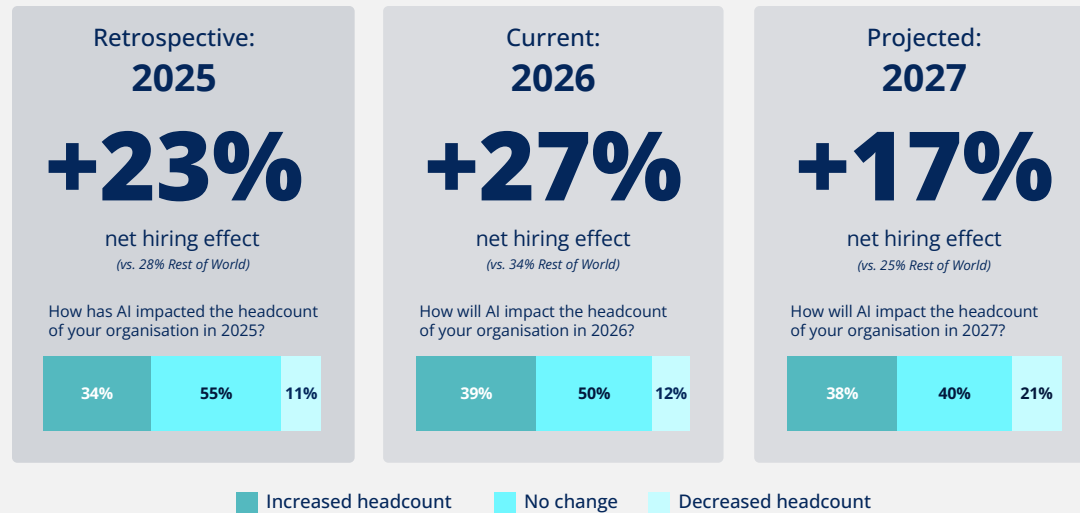 Retrospective:
2025
+23%
net hiring effect
(vs. 28% Rest of World)
How has AI impacted the headcount
of your organisation in 2025?
34%
55%
11%
Current:
2026
+27%
net hiring effect
(vs. 34% Rest of World)
How will AI impact the headcount
of your organisation in 2026?
39%
50%
12%
Projected:
2027
+17%
net hiring effect
(vs. 25% Rest of World)
How will AI impact the headcount
of your organisation in 2027?
38%
40%
21%
Increased headcount
No change
Decreased headcount